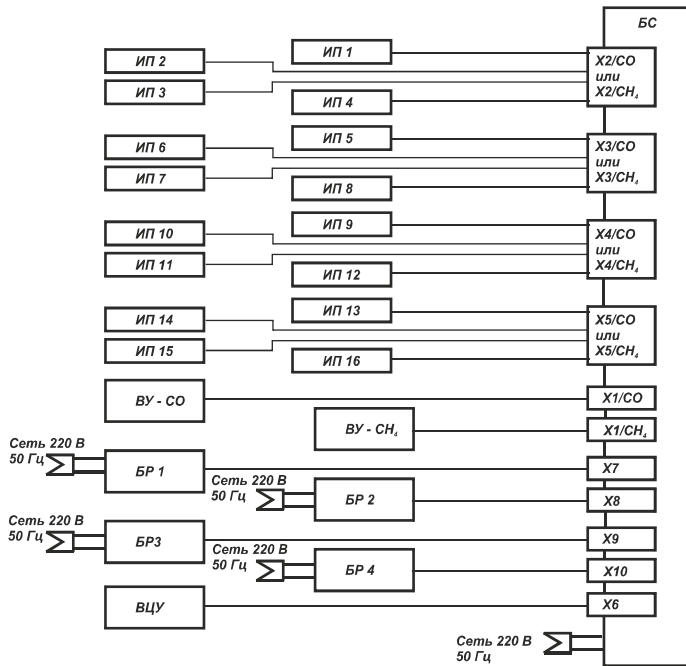 БС
ИП 1
ИП 2
ИП 3
ИП 4
X2/CO
или
X2/CH₄
ИП 5
ИП 6
ИП 7
ИП 8
X3/CO
или
X3/CH₄
ИП 9
ИП 10
ИП 11
ИП 12
X4/CO
или
X4/CH₄
ИП 13
ИП 14
ИП 15
ИП 16
X5/CO
или
X5/CH₄
ВУ - СО
X1/CO
ВУ - CH₄
X1/CH₄
Сеть 220 В
50 Гц
БР 1
X7
Сеть 220 В
50 Гц
БР 2
X8
Сеть 220 В
50 Гц
БР3
X9
Сеть 220 В
50 Гц
БР 4
X10
ВЦУ
X6
Сеть 220 В
50 Гц